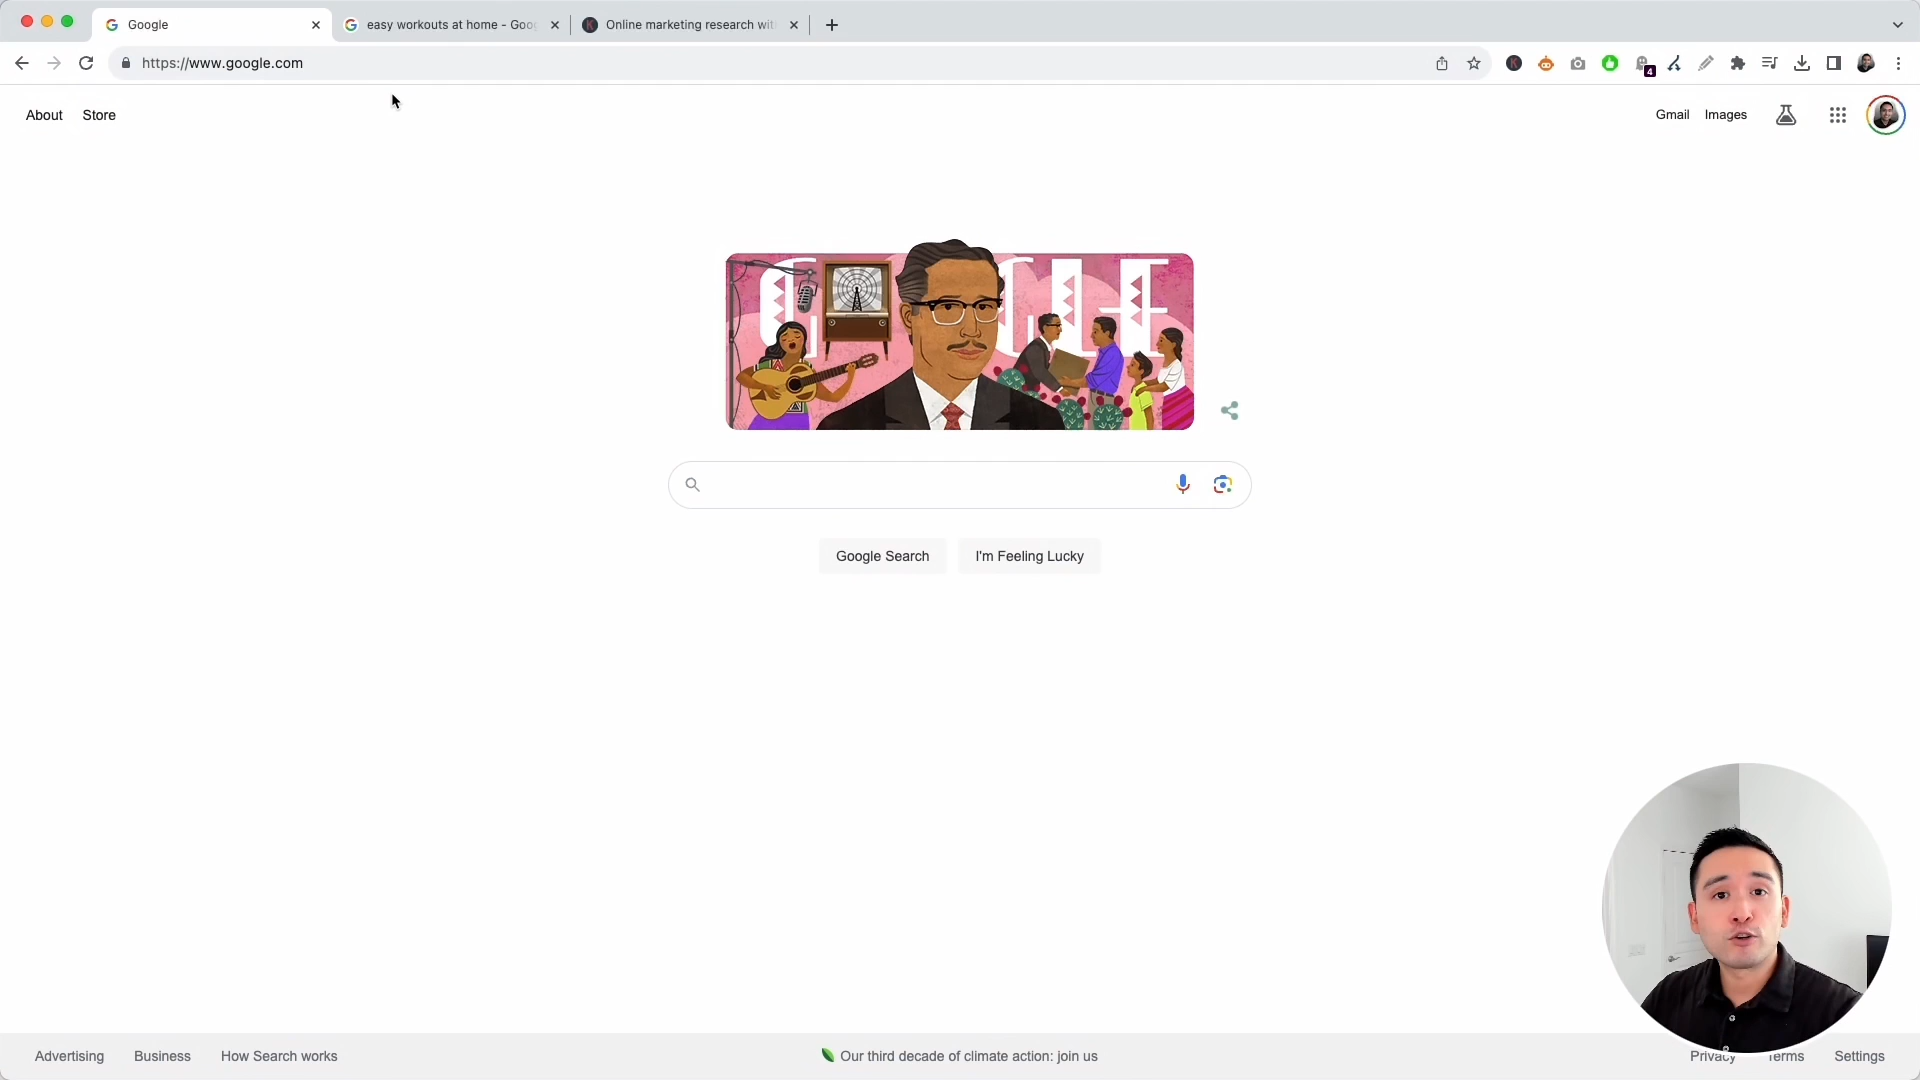 Google
easy workouts at home - Goo
Online marketing research wit
https://www.google.com
4
About Store
Gmail Images
Google Search
I'm Feeling Lucky
Advertising Business How Search works
Our third decade of climate action: join us
Privacy Terms Settings